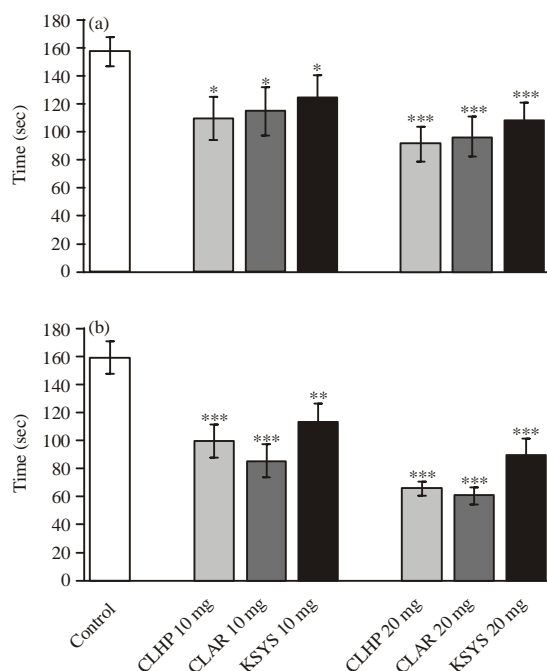 (a)
Time (sec)
180
160
140
120
100
80
60
40
20
0
* * * *** *** ***
(b)
Time (sec)
180
160
140
120
100
80
60
40
20
0
*** *** ** *** *** ***
Control
CLHP 10 mg
CLAR 10 mg
KSYS 10 mg
CLHP 20 mg
CLAR 20 mg
KSYS 20 mg